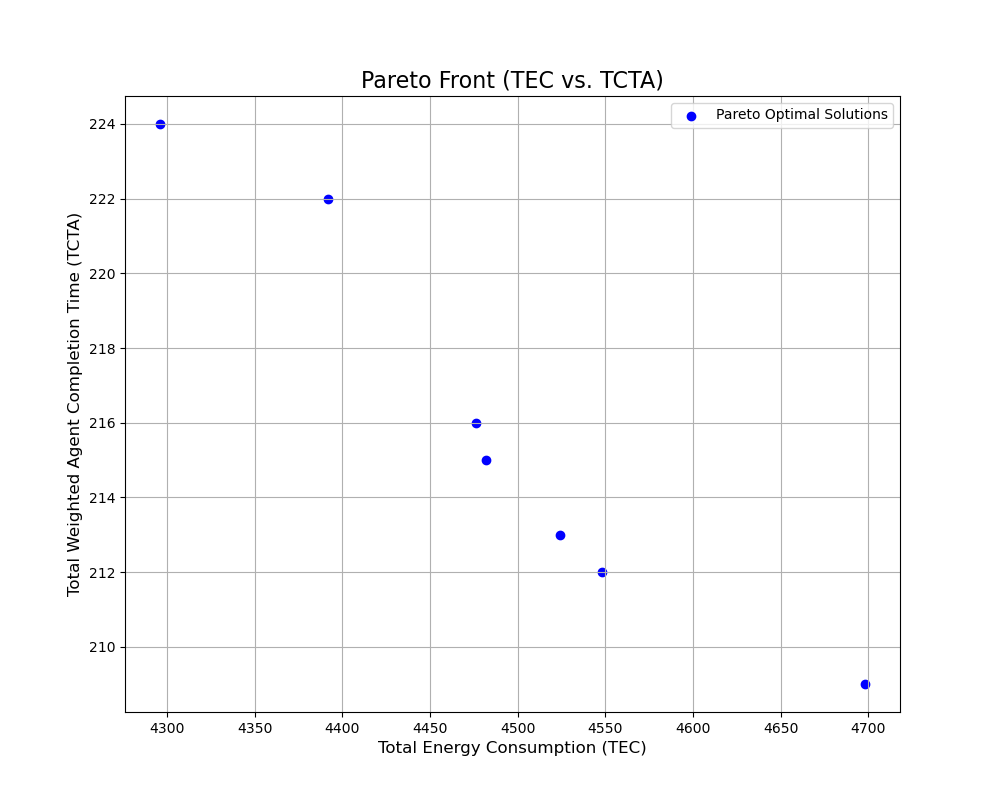 Pareto Front (TEC vs. TCTA)
Pareto Optimal Solutions
Total Weighted Agent Completion Time (TCTA)
224
222
220
218
216
214
212
210
4300 4350 4400 4450 4500 4550 4600 4650 4700
Total Energy Consumption (TEC)